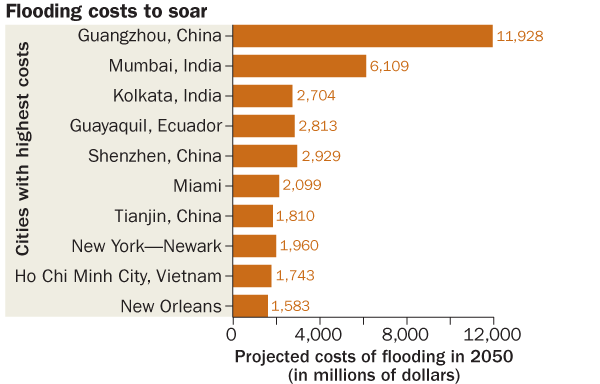 Flooding costs to soar
Cities with highest costs
Guangzhou, China 11,928
Mumbai, India 6,109
Kolkata, India 2,704
Guayaquil, Ecuador 2,813
Shenzhen, China 2,929
Miami 2,099
Tianjin, China 1,810
New York—Newark 1,960
Ho Chi Minh City, Vietnam 1,743
New Orleans 1,583
0 4,000 8,000 12,000
Projected costs of flooding in 2050
(in millions of dollars)